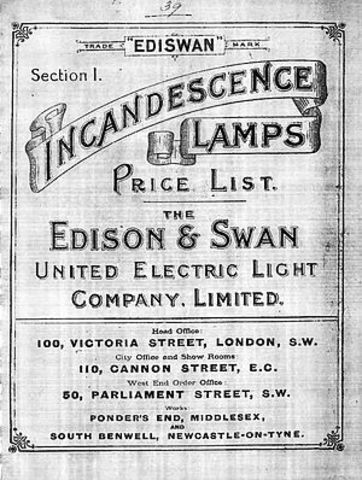 39
TRADE "EDISWAN" MARK
Section I.
INCANDESCENCE
LAMPS
PRICE LIST.
THE
EDISON & SWAN
UNITED ELECTRIC LIGHT
COMPANY, LIMITED.
Head Office:
100, VICTORIA STREET, LONDON, S.W.
City Office and Show Rooms:
110, CANNON STREET, E.C.
West End Order Office:
50, PARLIAMENT STREET, S.W.
Works:
PONDER'S END, MIDDLESEX,
AND
SOUTH BENWELL, NEWCASTLE-ON-TYNE.